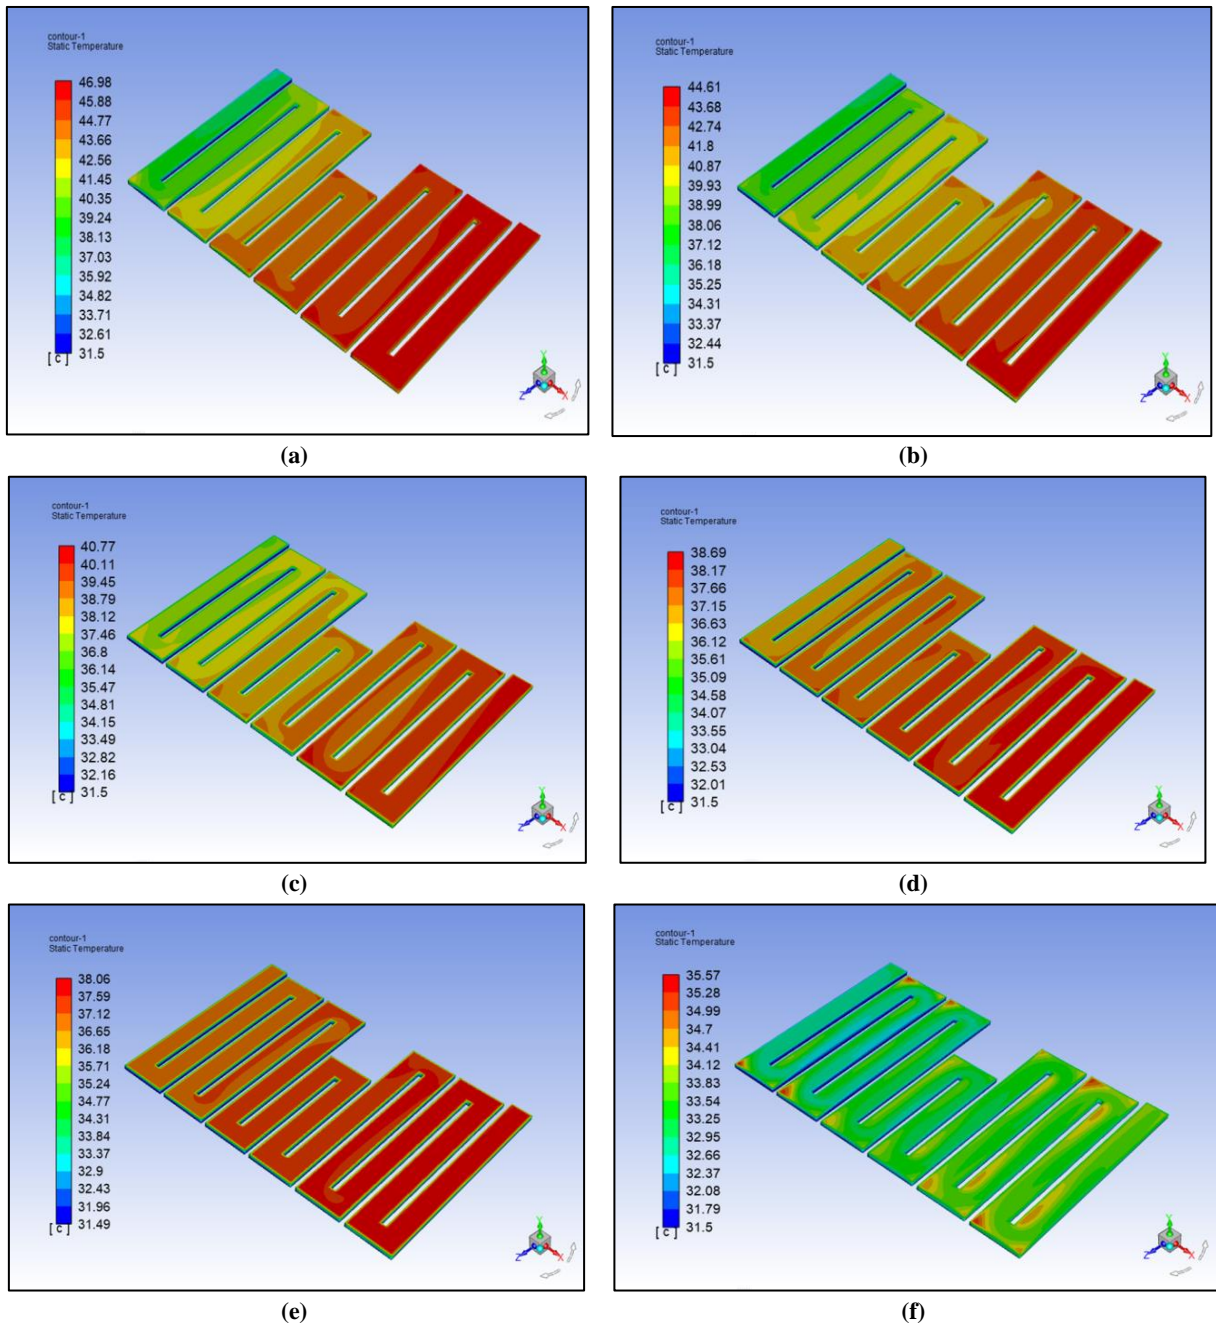 contour-1
Static Temperature
46.98
45.88
44.77
43.66
42.56
41.45
40.35
39.24
38.13
37.03
35.92
34.82
33.71
32.61
31.5
[ c ]
Y
Z
X
(a)
contour-1
Static Temperature
44.61
43.68
42.74
41.8
40.87
39.93
38.99
38.06
37.12
36.18
35.25
34.31
33.37
32.44
31.5
[ c ]
Y
Z
X
(b)
contour-1
Static Temperature
40.77
40.11
39.45
38.79
38.12
37.46
36.8
36.14
35.47
34.81
34.15
33.49
32.82
32.16
31.5
[ c ]
Y
Z
X
(c)
contour-1
Static Temperature
38.69
38.17
37.66
37.15
36.63
36.12
35.61
35.09
34.58
34.07
33.55
33.04
32.53
32.01
31.5
[ c ]
Y
Z
X
(d)
contour-1
Static Temperature
38.06
37.59
37.12
36.65
36.18
35.71
35.24
34.77
34.31
33.84
33.37
32.9
32.43
31.96
31.49
[ c ]
Y
Z
X
(e)
contour-1
Static Temperature
35.57
35.28
34.99
34.7
34.41
34.12
33.83
33.54
33.25
32.95
32.66
32.37
32.08
31.79
31.5
[ c ]
Y
Z
X
(f)